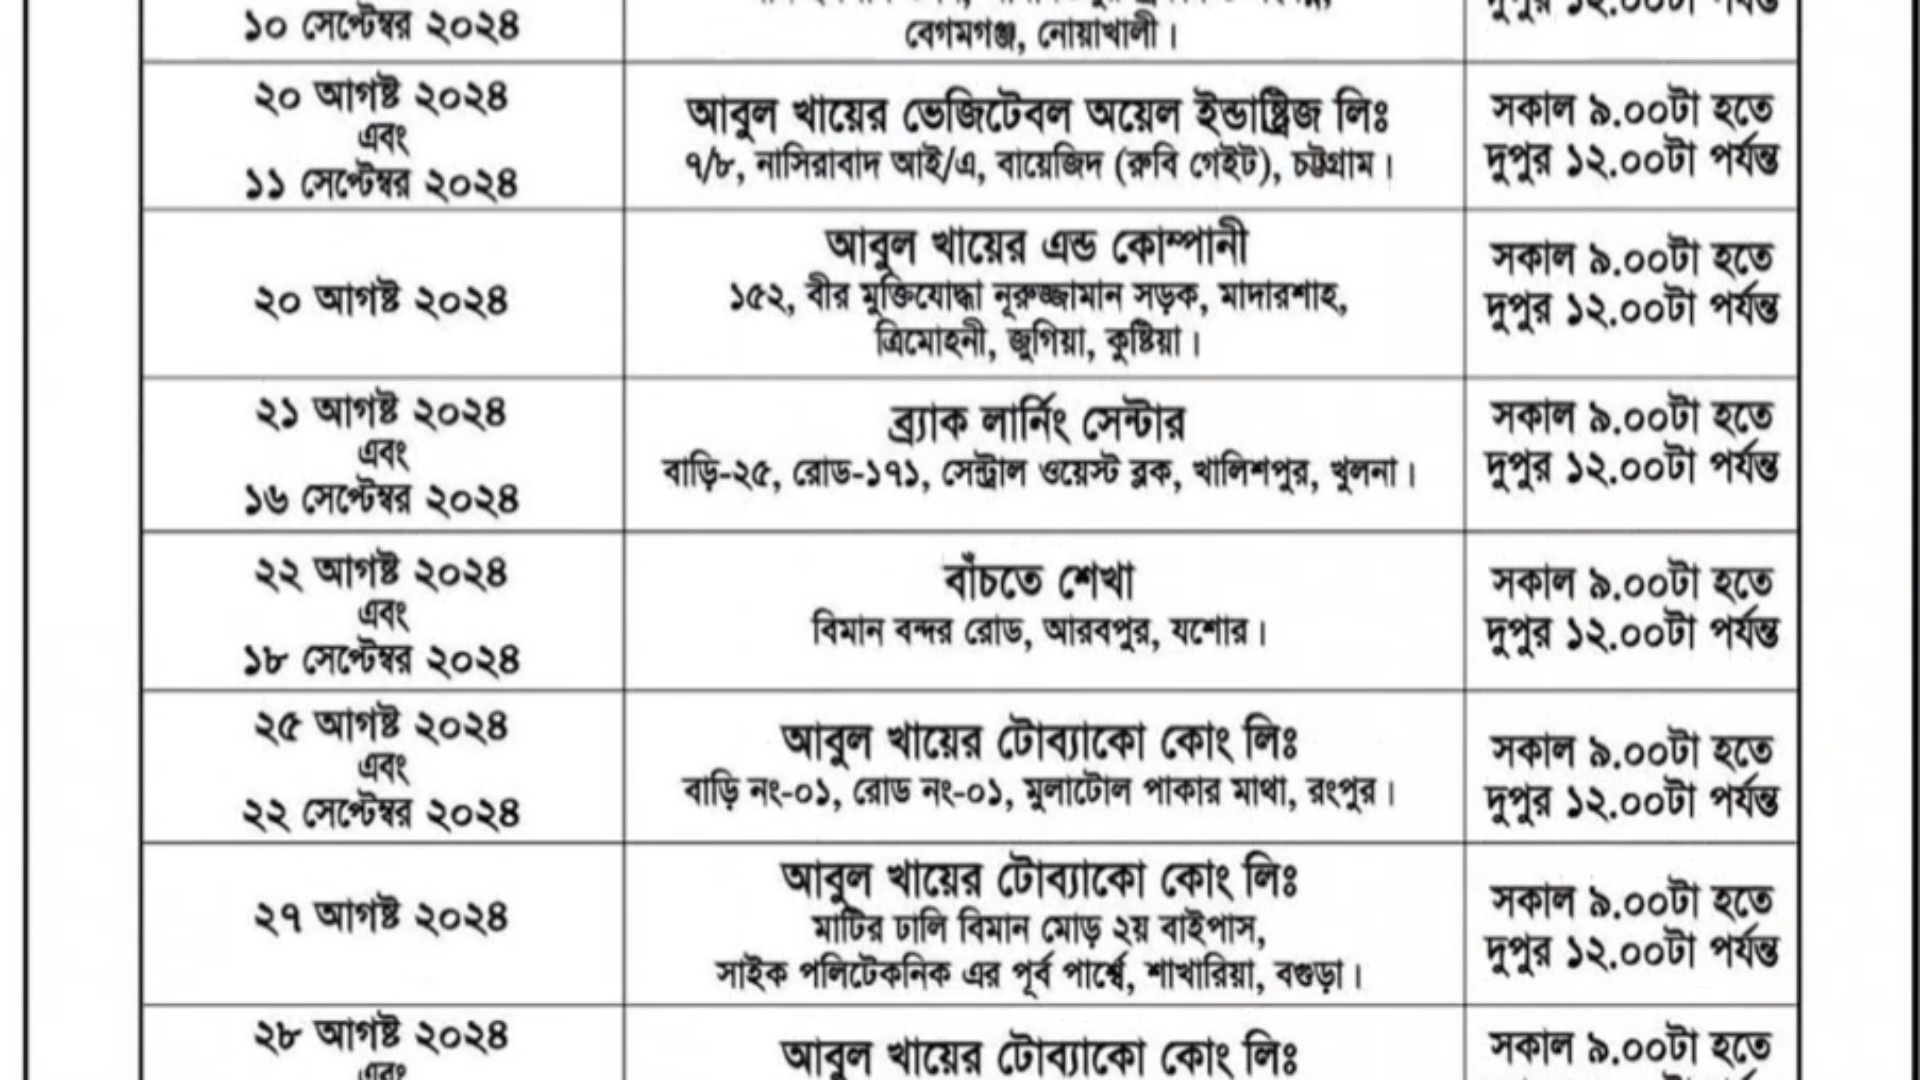 ১০ সেপ্টেম্বর ২০২৪
বেগমগঞ্জ, নোয়াখালী।
দুপুর ১২.০০টা পর্যন্ত
২০ আগষ্ট ২০২৪
এবং
১১ সেপ্টেম্বর ২০২৪
আবুল খায়ের ভেজিটেবল অয়েল ইন্ডাষ্ট্রিজ লিঃ
৭/৮, নাসিরাবাদ আই/এ, বায়েজিদ (রুবি গেইট), চট্টগ্রাম।
সকাল ৯.০০টা হতে
দুপুর ১২.০০টা পর্যন্ত
২০ আগষ্ট ২০২৪
আবুল খায়ের এন্ড কোম্পানী
১৫২, বীর মুক্তিযোদ্ধা নূরুজ্জামান সড়ক, মাদারশাহ,
ত্রিমোহনী, জুগিয়া, কুষ্টিয়া।
সকাল ৯.০০টা হতে
দুপুর ১২.০০টা পর্যন্ত
২১ আগষ্ট ২০২৪
এবং
১৬ সেপ্টেম্বর ২০২৪
ব্র্যাক লার্নিং সেন্টার
বাড়ি-২৫, রোড-১৭১, সেন্ট্রাল ওয়েস্ট ব্লক, খালিশপুর, খুলনা।
সকাল ৯.০০টা হতে
দুপুর ১২.০০টা পর্যন্ত
২২ আগষ্ট ২০২৪
এবং
১৮ সেপ্টেম্বর ২০২৪
বাঁচতে শেখা
বিমান বন্দর রোড, আরবপুর, যশোর।
সকাল ৯.০০টা হতে
দুপুর ১২.০০টা পর্যন্ত
২৫ আগষ্ট ২০২৪
এবং
২২ সেপ্টেম্বর ২০২৪
আবুল খায়ের টোব্যাকো কোং লিঃ
বাড়ি নং-০১, রোড নং-০১, মুলাটোল পাকার মাথা, রংপুর।
সকাল ৯.০০টা হতে
দুপুর ১২.০০টা পর্যন্ত
২৭ আগষ্ট ২০২৪
আবুল খায়ের টোব্যাকো কোং লিঃ
মাটির ঢালি বিমান মোড় ২য় বাইপাস,
সাইক পলিটেকনিক এর পূর্ব পার্শ্বে, শাখারিয়া, বগুড়া।
সকাল ৯.০০টা হতে
দুপুর ১২.০০টা পর্যন্ত
২৮ আগষ্ট ২০২৪
এবং
আবুল খায়ের টোব্যাকো কোং লিঃ
সকাল ৯.০০টা হতে